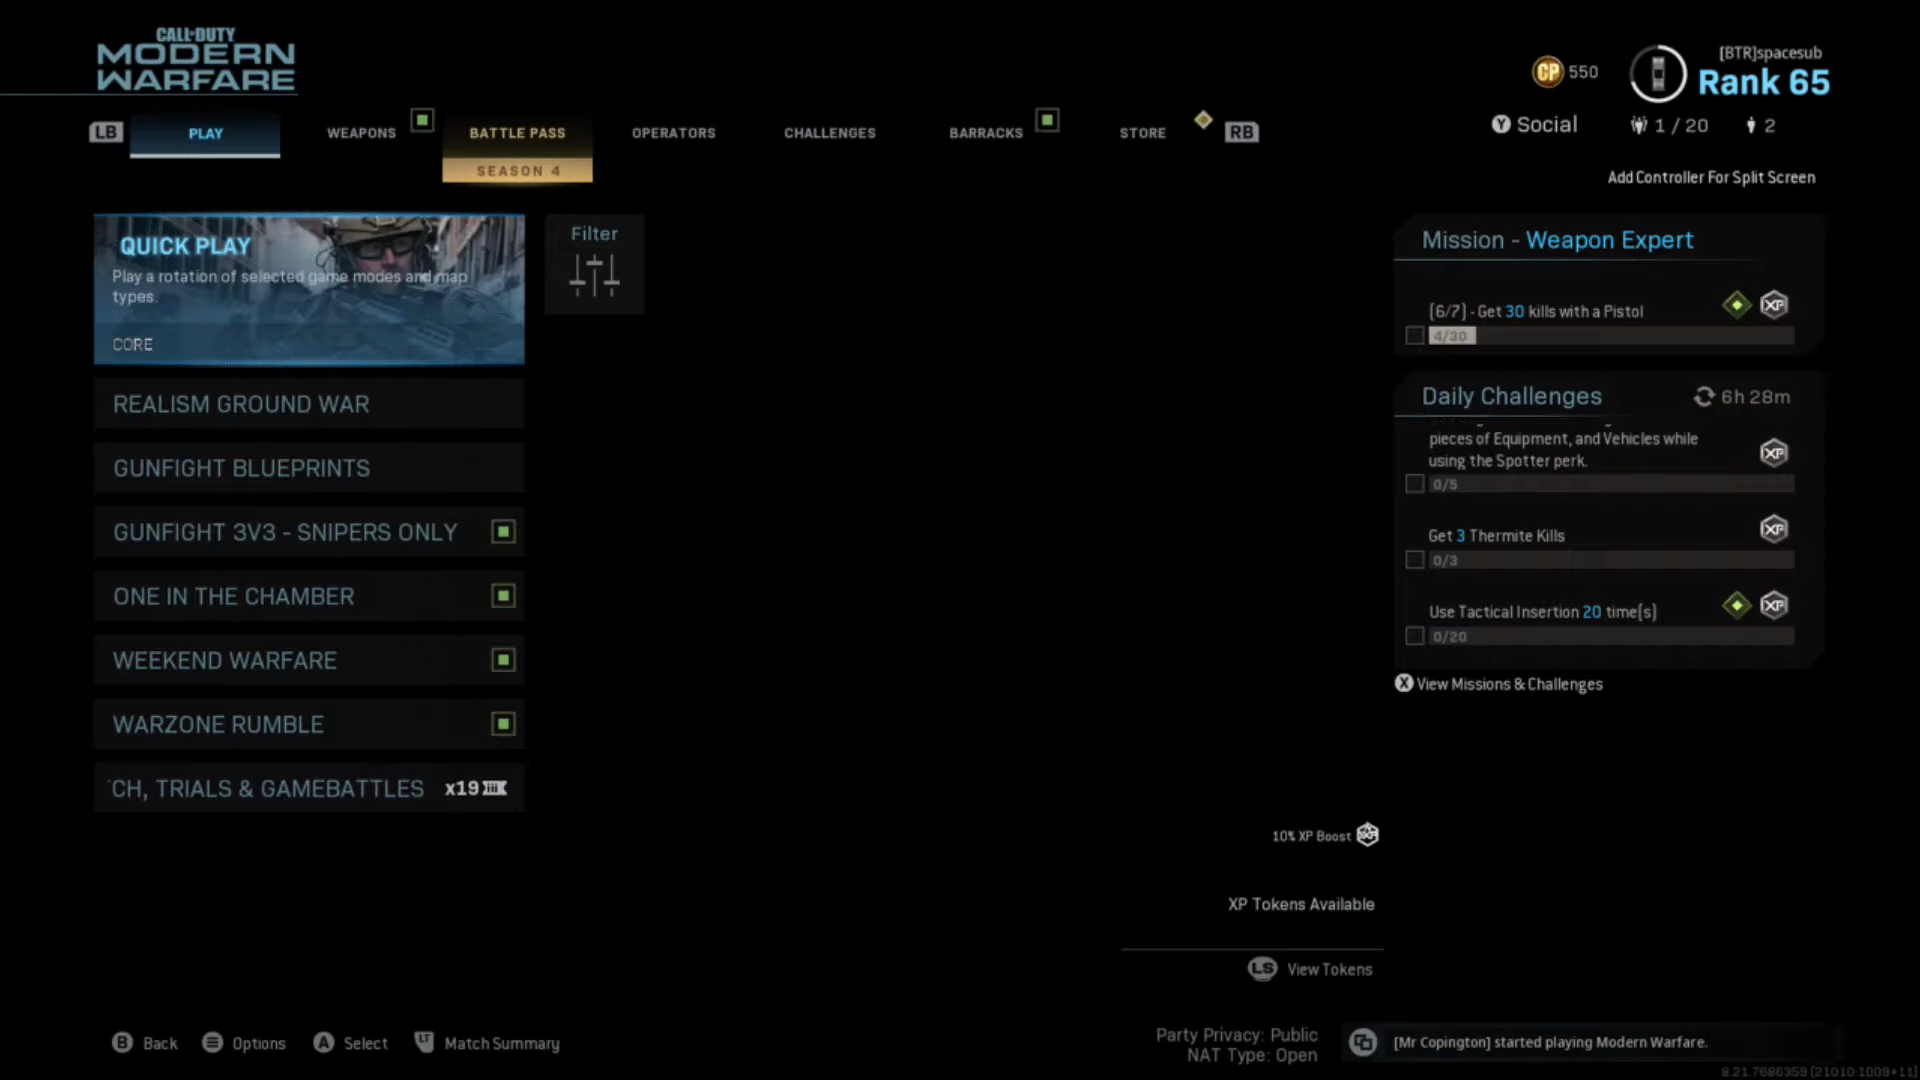 CALL OF DUTY
MODERN
WARFARE
[BTR]spacesub
CP 550
Rank 65
Y Social
1 / 20
2
LB
PLAY
WEAPONS
BATTLE PASS
SEASON 4
OPERATORS
CHALLENGES
BARRACKS
STORE
RB
Add Controller For Split Screen
QUICK PLAY
Play a rotation of selected game modes and map
types.
CORE
Filter
REALISM GROUND WAR
GUNFIGHT BLUEPRINTS
GUNFIGHT 3V3 - SNIPERS ONLY
ONE IN THE CHAMBER
WEEKEND WARFARE
WARZONE RUMBLE
CH, TRIALS & GAMEBATTLES x19
Mission - Weapon Expert
(6/7) - Get 30 kills with a Pistol
XP
4/30
Daily Challenges
6h 28m
pieces of Equipment, and Vehicles while
using the Spotter perk.
XP
0/5
Get 3 Thermite Kills
XP
0/3
Use Tactical Insertion 20 time(s)
XP
0/20
X View Missions & Challenges
10% XP Boost
XP Tokens Available
LS View Tokens
B Back
Options
A Select
LT Match Summary
Party Privacy: Public
NAT Type: Open
[Mr Copington] started playing Modern Warfare.